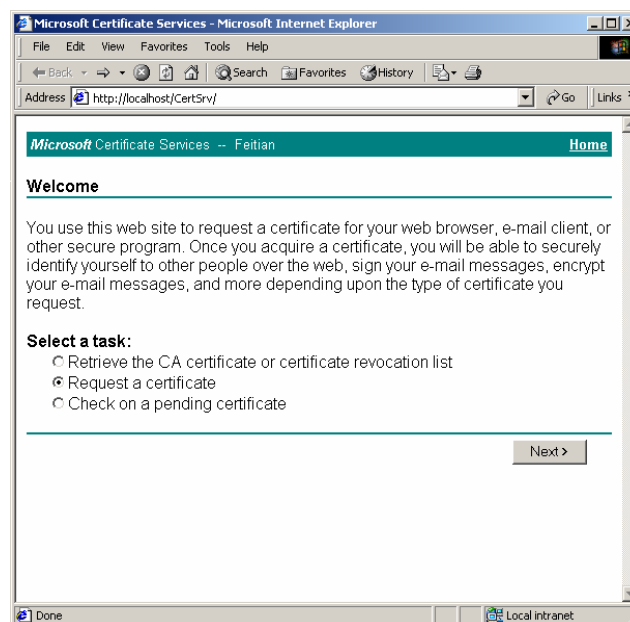 Microsoft Certificate Services - Microsoft Internet Explorer
File Edit View Favorites Tools Help
Back Search Favorites History
Address http://localhost/CertSrv/ Go Links
Microsoft Certificate Services -- Feitian Home
Welcome
You use this web site to request a certificate for your web browser, e-mail client, or
other secure program. Once you acquire a certificate, you will be able to securely
identify yourself to other people over the web, sign your e-mail messages, encrypt
your e-mail messages, and more depending upon the type of certificate you
request.
Select a task:
Retrieve the CA certificate or certificate revocation list
Request a certificate
Check on a pending certificate
Next >
Done Local intranet